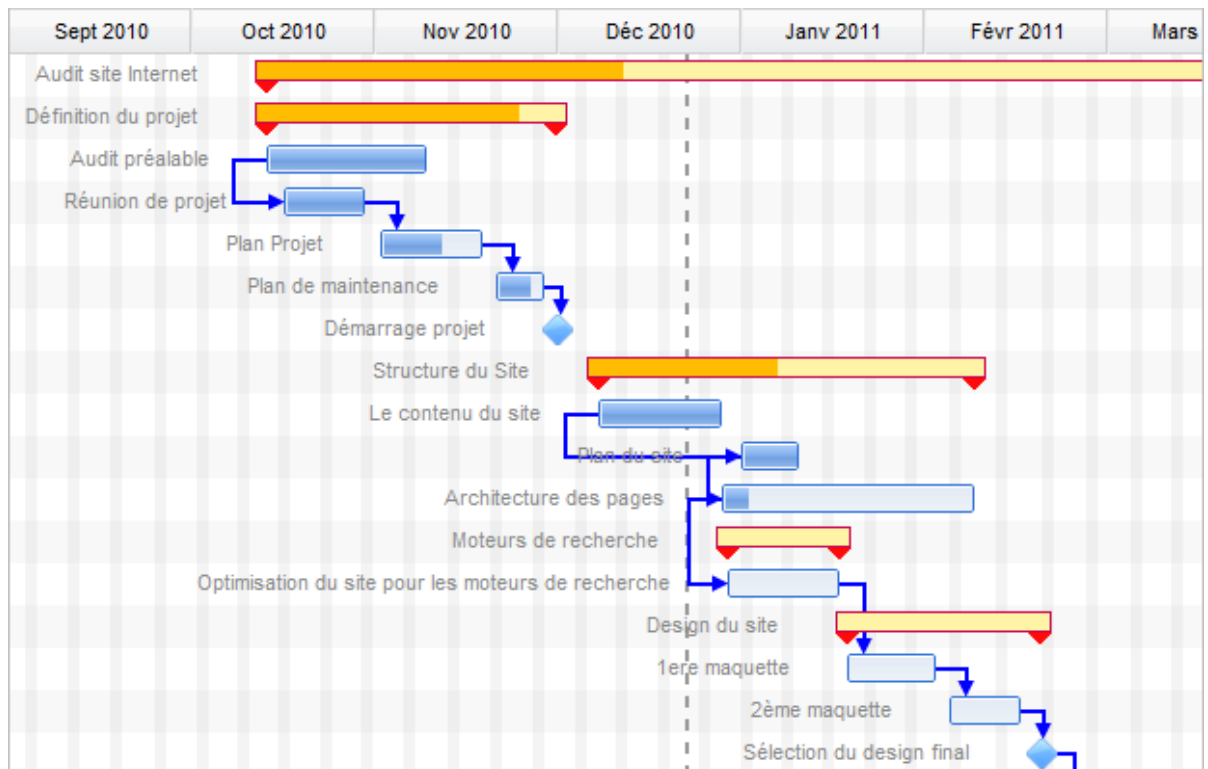 Sept 2010 Oct 2010 Nov 2010 Déc 2010 Janv 2011 Févr 2011 Mars
Audit site Internet
Définition du projet
Audit préalable
Réunion de projet
Plan Projet
Plan de maintenance
Démarrage projet
Structure du Site
Le contenu du site
Plan du site
Architecture des pages
Moteurs de recherche
Optimisation du site pour les moteurs de recherche
Design du site
1ere maquette
2ème maquette
Sélection du design final